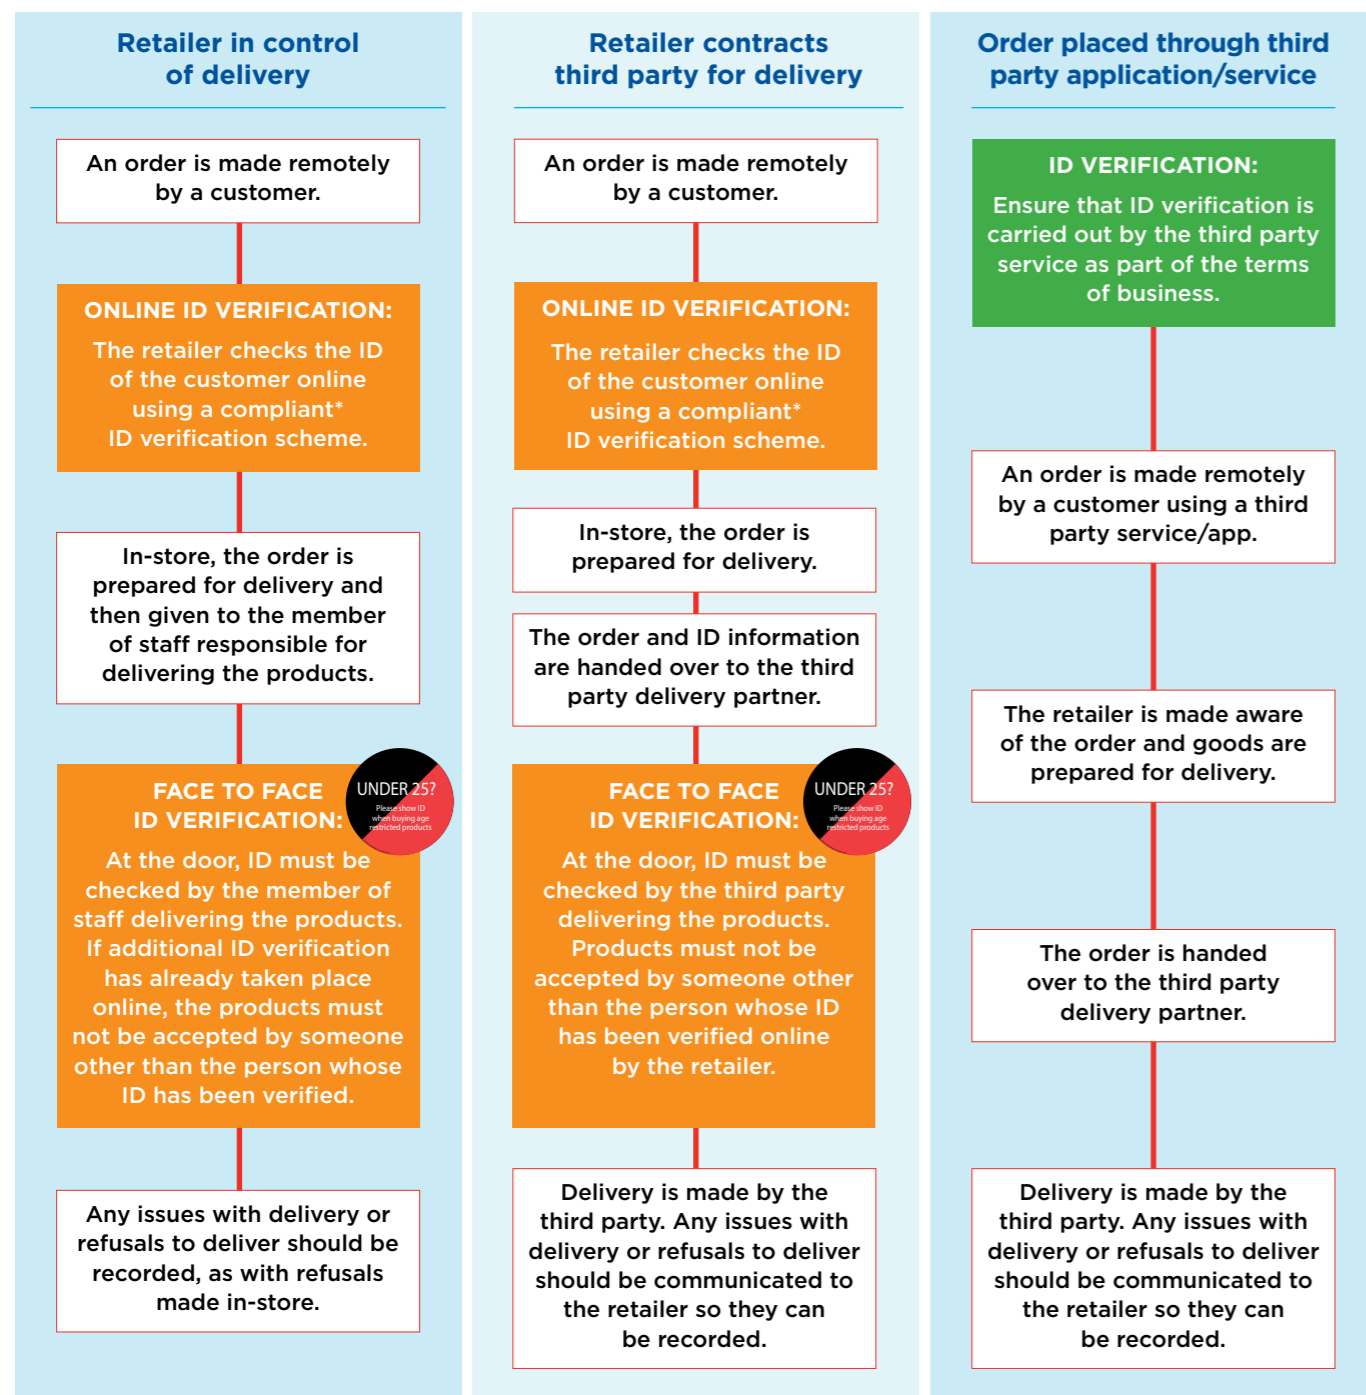 Retailer in control
of delivery
An order is made remotely
by a customer.
ONLINE ID VERIFICATION:
The retailer checks the ID
of the customer online
using a compliant*
ID verification scheme.
In-store, the order is
prepared for delivery and
then given to the member
of staff responsible for
delivering the products.
FACE TO FACE
ID VERIFICATION:
UNDER 25?
Please show ID
when buying age
restricted products
At the door, ID must be
checked by the member of
staff delivering the products.
If additional ID verification
has already taken place
online, the products must
not be accepted by someone
other than the person whose
ID has been verified.
Any issues with delivery or
refusals to deliver should be
recorded, as with refusals
made in-store.
Retailer contracts
third party for delivery
An order is made remotely
by a customer.
ONLINE ID VERIFICATION:
The retailer checks the ID
of the customer online
using a compliant*
ID verification scheme.
In-store, the order is
prepared for delivery.
The order and ID information
are handed over to the third
party delivery partner.
FACE TO FACE
ID VERIFICATION:
UNDER 25?
Please show ID
when buying age
restricted products
At the door, ID must be
checked by the third party
delivering the products.
Products must not be
accepted by someone other
than the person whose ID
has been verified online
by the retailer.
Delivery is made by the
third party. Any issues with
delivery or refusals to deliver
should be communicated to
the retailer so they can
be recorded.
Order placed through third
party application/service
ID VERIFICATION:
Ensure that ID verification is
carried out by the third party
service as part of the terms
of business.
An order is made remotely
by a customer using a third
party service/app.
The retailer is made aware
of the order and goods are
prepared for delivery.
The order is handed
over to the third party
delivery partner.
Delivery is made by the
third party. Any issues with
delivery or refusals to deliver
should be communicated to
the retailer so they can
be recorded.